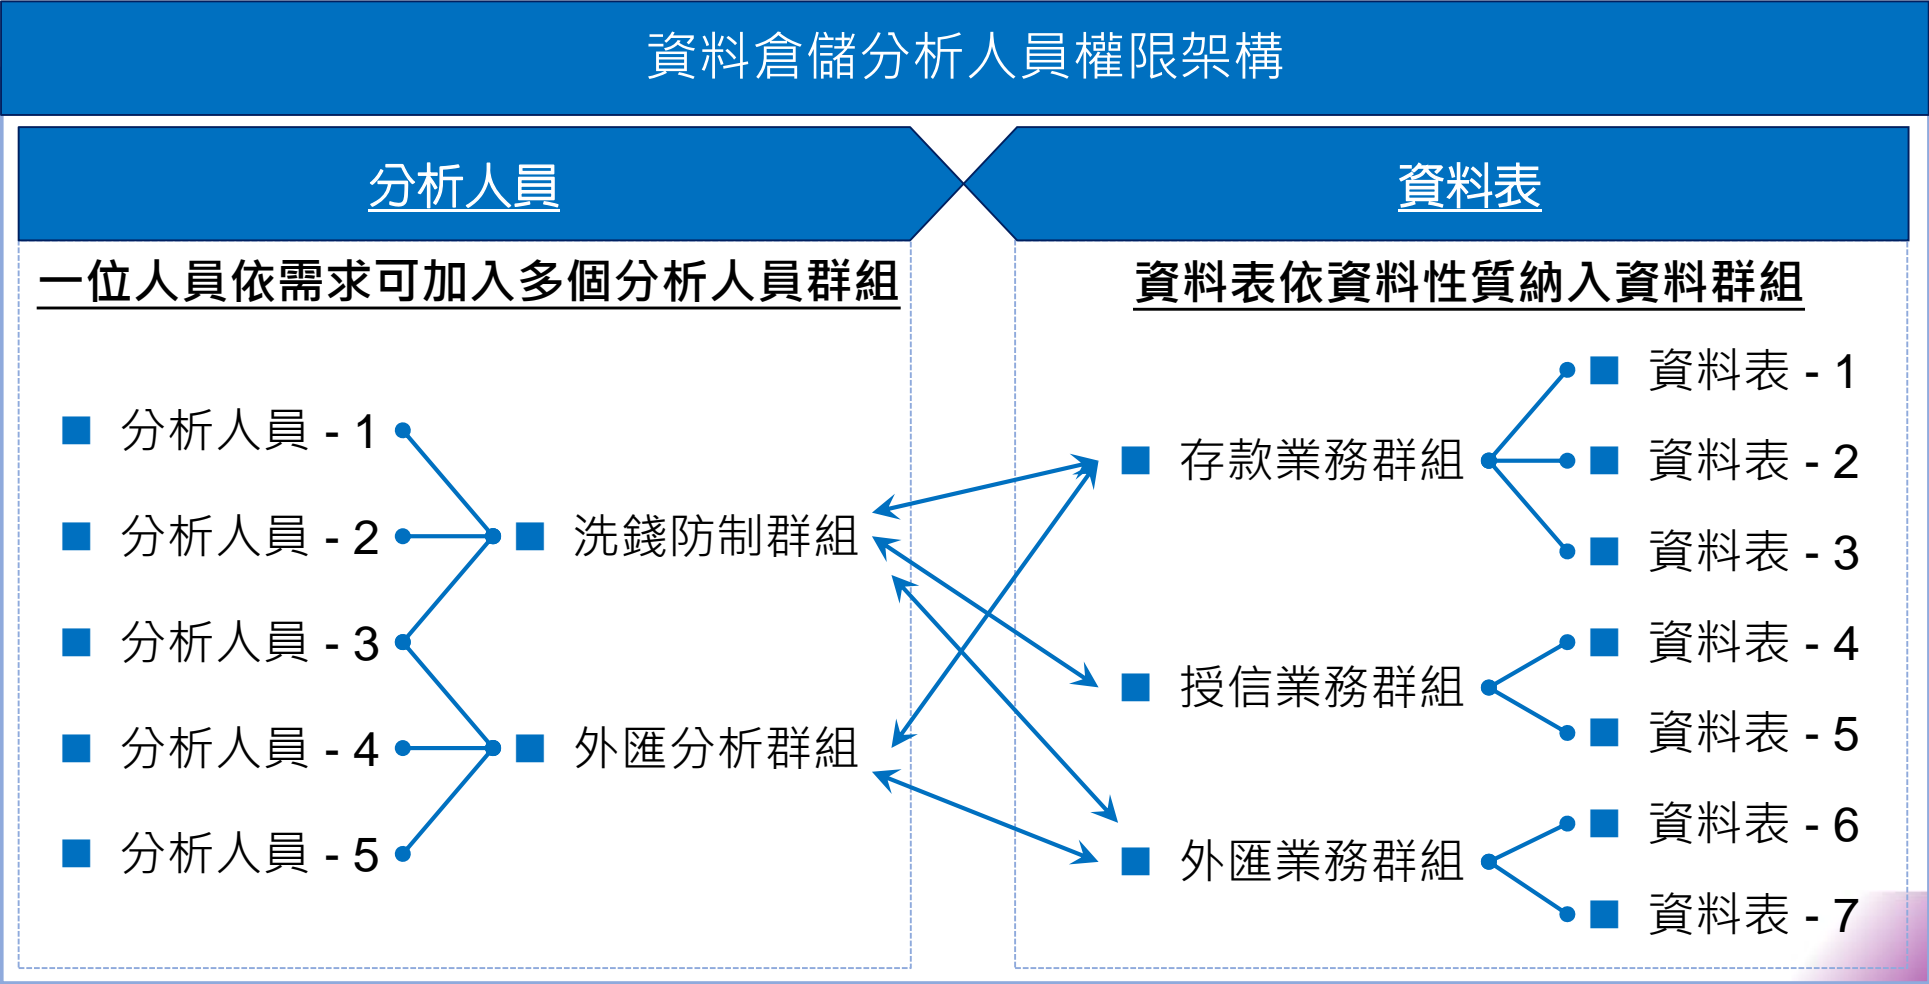 資料倉儲分析人員權限架構
分析人員
資料表
一位人員依需求可加入多個分析人員群組
分析人員 - 1
分析人員 - 2
分析人員 - 3
分析人員 - 4
分析人員 - 5
洗錢防制群組
外匯分析群組
資料表依資料性質納入資料群組
存款業務群組
授信業務群組
外匯業務群組
資料表 - 1
資料表 - 2
資料表 - 3
資料表 - 4
資料表 - 5
資料表 - 6
資料表 - 7